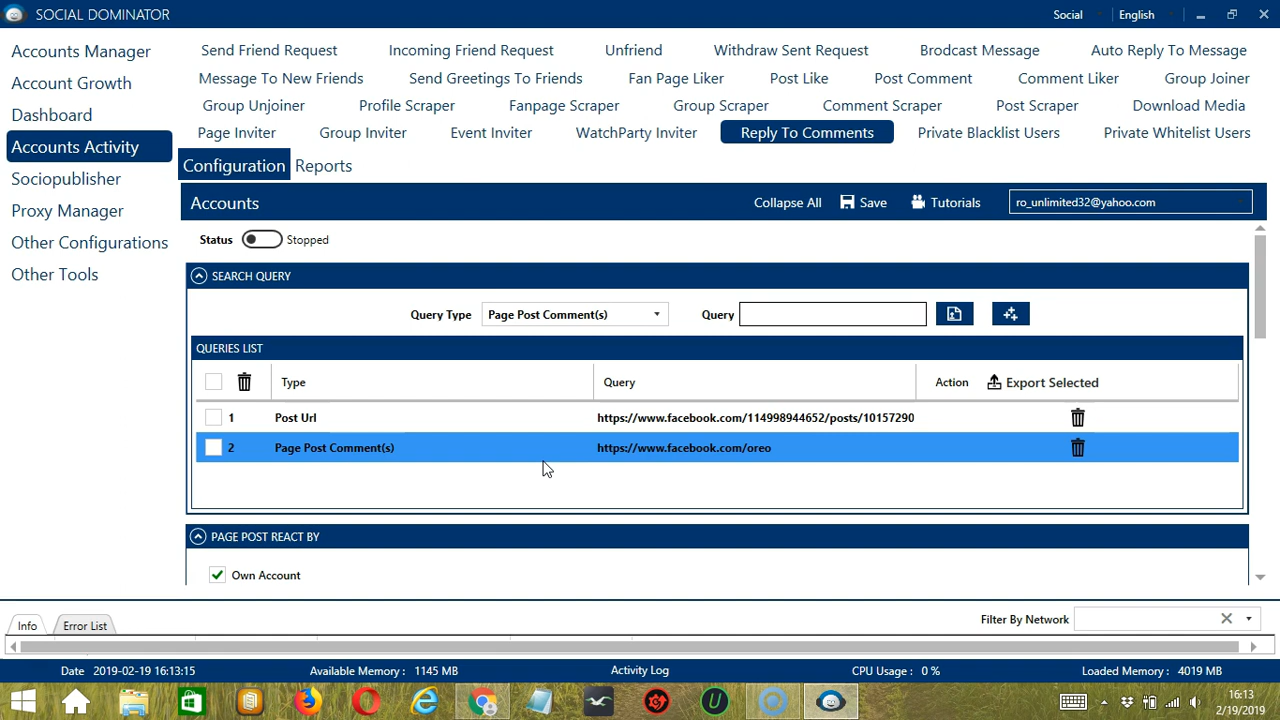 SOCIAL DOMINATOR Social English
Accounts Manager
Account Growth
Dashboard
Accounts Activity
Sociopublisher
Proxy Manager
Other Configurations
Other Tools
Send Friend Request Incoming Friend Request Unfriend Withdraw Sent Request Brodcast Message Auto Reply To Message
Message To New Friends Send Greetings To Friends Fan Page Liker Post Like Post Comment Comment Liker Group Joiner
Group Unjoiner Profile Scraper Fanpage Scraper Group Scraper Comment Scraper Post Scraper Download Media
Page Inviter Group Inviter Event Inviter WatchParty Inviter Reply To Comments Private Blacklist Users Private Whitelist Users
Configuration Reports
Accounts Collapse All Save Tutorials ro_unlimited32@yahoo.com
Status Stopped
SEARCH QUERY
Query Type Page Post Comment(s) Query
QUERIES LIST
Type Query Action Export Selected
1 Post Url https://www.facebook.com/114998944652/posts/10157290
2 Page Post Comment(s) https://www.facebook.com/oreo
PAGE POST REACT BY
Own Account
Info Error List Filter By Network
Date 2019-02-19 16:13:15 Available Memory : 1145 MB Activity Log CPU Usage : 0 % Loaded Memory : 4019 MB
16:13
2/19/2019